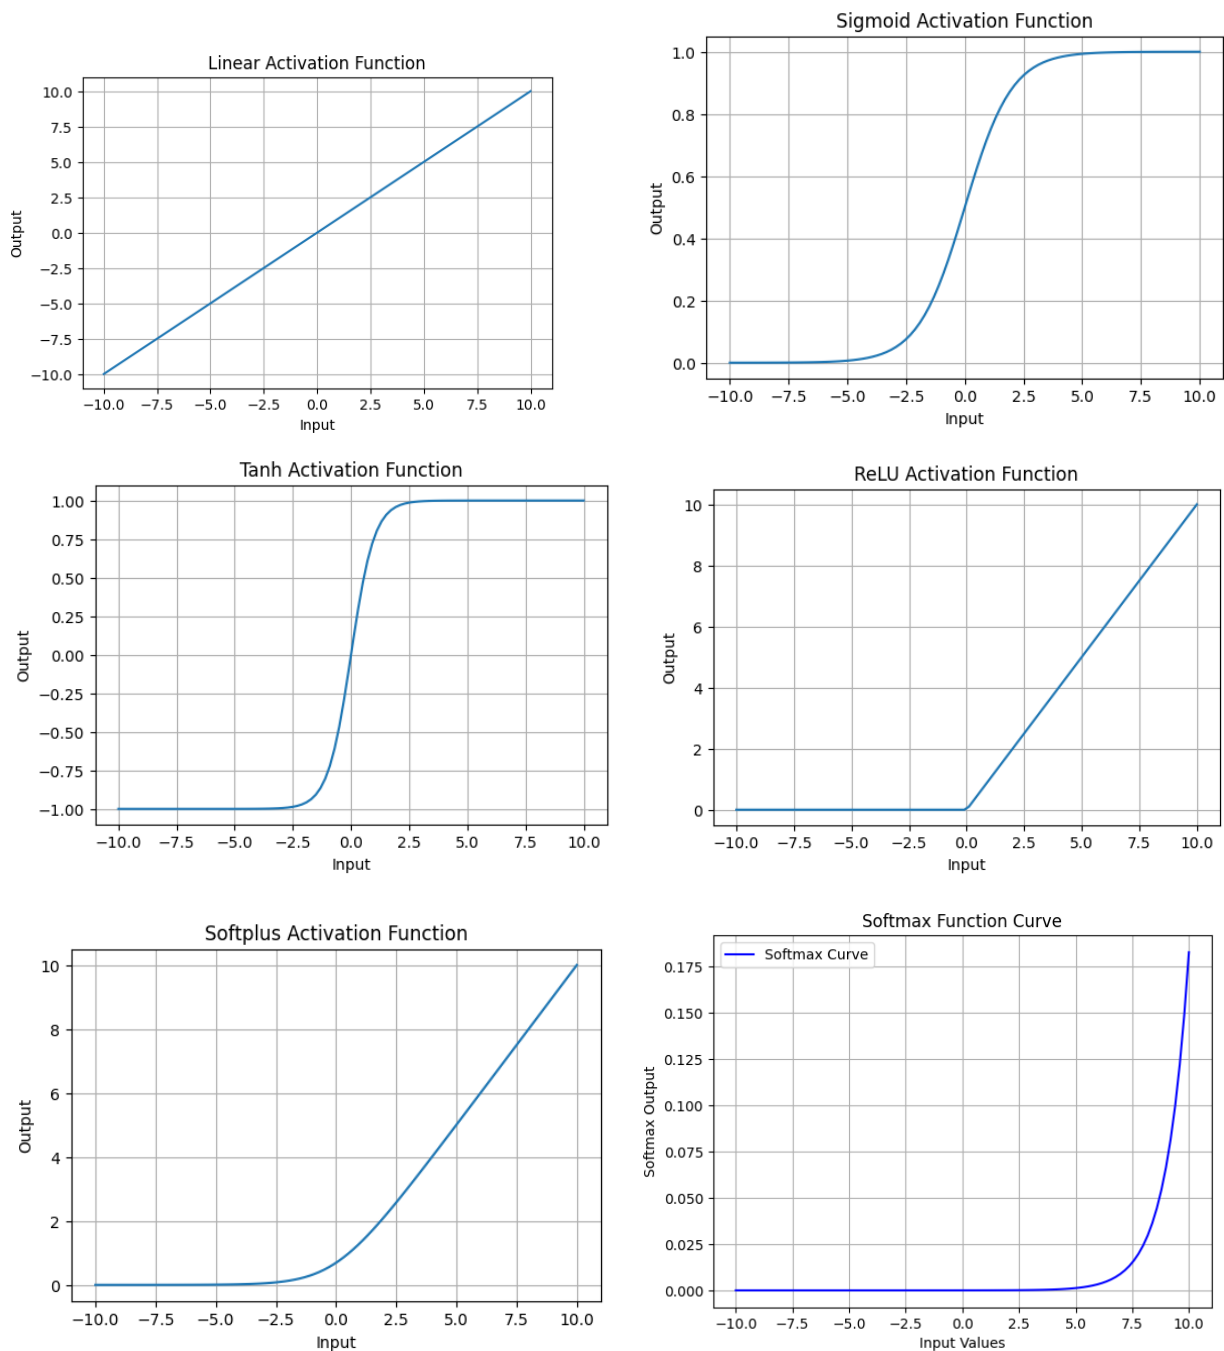 Linear Activation Function
10.0
7.5
5.0
2.5
0.0
−2.5
−5.0
−7.5
−10.0
Output
−10.0 −7.5 −5.0 −2.5 0.0 2.5 5.0 7.5 10.0
Input
Sigmoid Activation Function
1.0
0.8
0.6
0.4
0.2
0.0
Output
−10.0 −7.5 −5.0 −2.5 0.0 2.5 5.0 7.5 10.0
Input
Tanh Activation Function
1.00
0.75
0.50
0.25
0.00
−0.25
−0.50
−0.75
−1.00
Output
−10.0 −7.5 −5.0 −2.5 0.0 2.5 5.0 7.5 10.0
Input
ReLU Activation Function
10
8
6
4
2
0
Output
−10.0 −7.5 −5.0 −2.5 0.0 2.5 5.0 7.5 10.0
Input
Softplus Activation Function
10
8
6
4
2
0
Output
−10.0 −7.5 −5.0 −2.5 0.0 2.5 5.0 7.5 10.0
Input
Softmax Function Curve
Softmax Curve
0.175
0.150
0.125
0.100
0.075
0.050
0.025
0.000
Softmax Output
−10.0 −7.5 −5.0 −2.5 0.0 2.5 5.0 7.5 10.0
Input Values